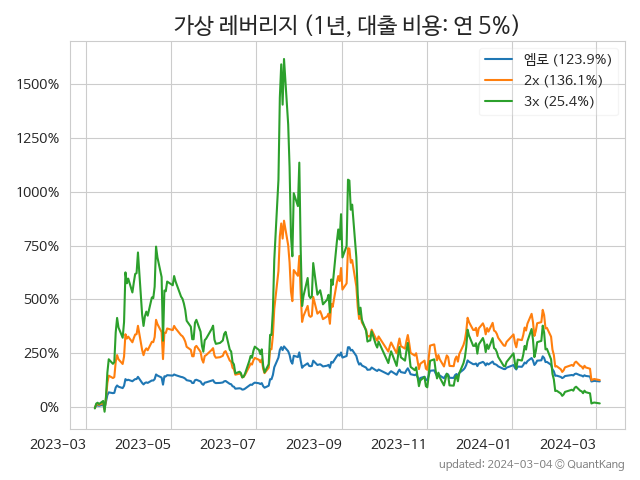 가상 레버리지 (1년, 대출 비용: 연 5%)
엠로 (123.9%)
2x (136.1%)
3x (25.4%)
1500%
1250%
1000%
750%
500%
250%
0%
2023-03 2023-05 2023-07 2023-09 2023-11 2024-01 2024-03
updated: 2024-03-04 © QuantKang